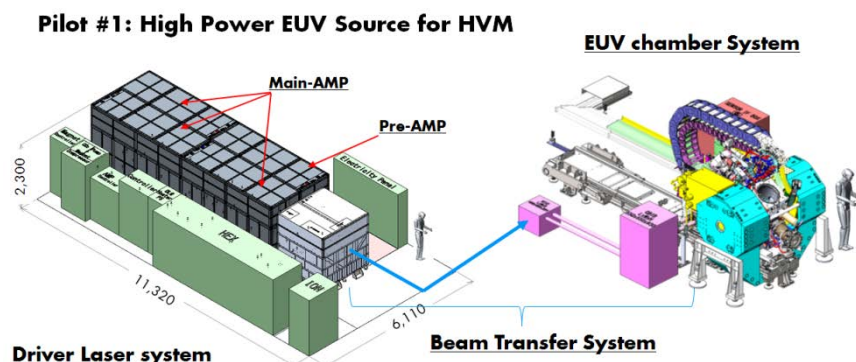 Pilot #1: High Power EUV Source for HVM
EUV chamber System
Main-AMP
Pre-AMP
Electricity Panel
2,300
HEX
IOH
11,320
6,110
Beam Transfer System
Driver Laser system